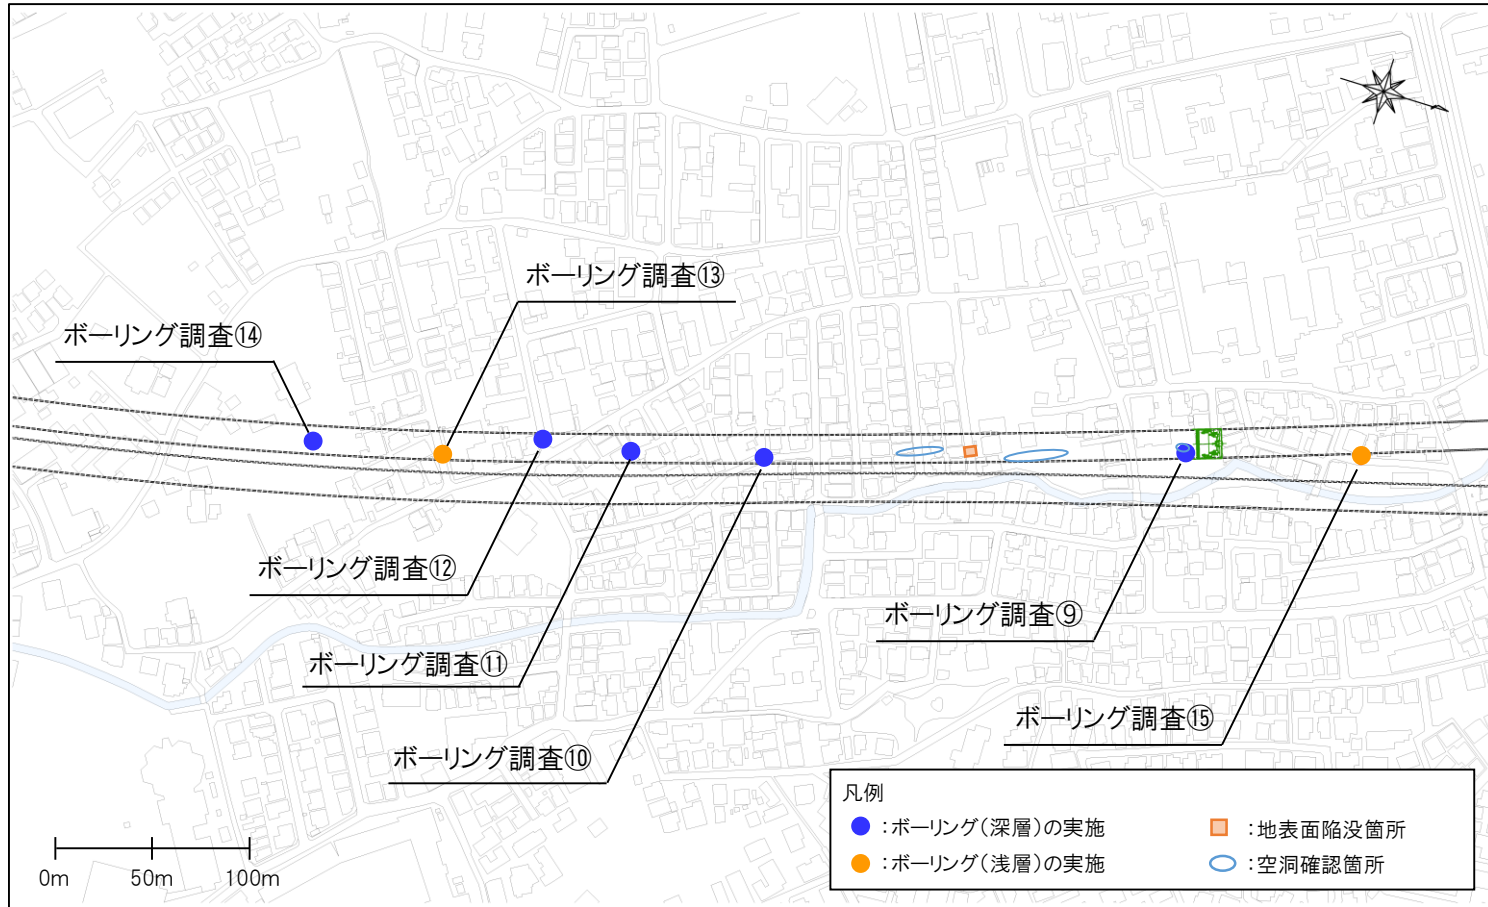 ボーリング調査⑬
ボーリング調査⑭
ボーリング調査⑫
ボーリング調査⑨
ボーリング調査⑪
ボーリング調査⑮
ボーリング調査⑩
凡例
：ボーリング（深層）の実施
：地表面陥没箇所
：ボーリング（浅層）の実施
：空洞確認箇所
0m 50m 100m